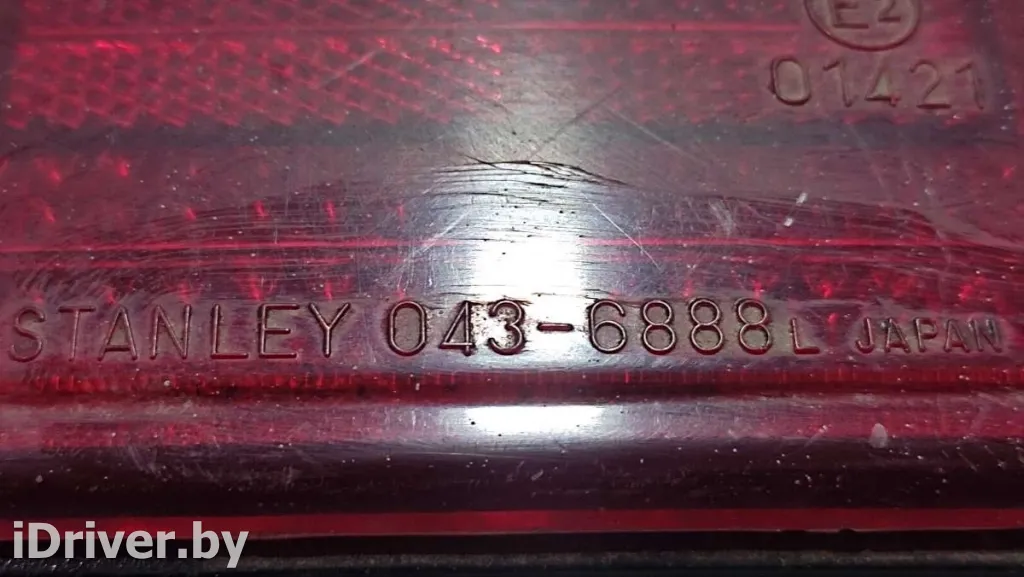 E2
01421
STANLEY 043-6888L JAPAN
iDriver.by